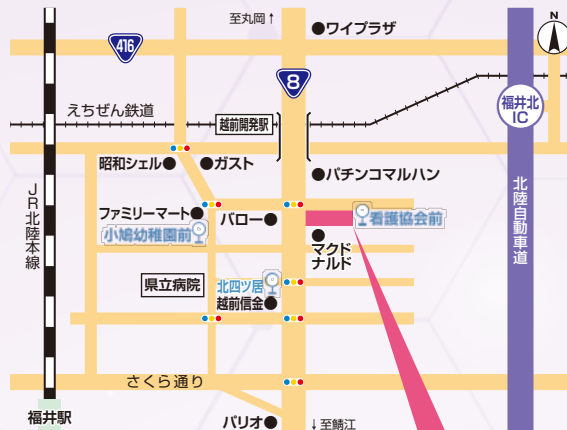 至丸岡↑
ワイプラザ
N
416
8
えちぜん鉄道
越前開発駅
福井北
IC
昭和シェル
ガスト
パチンコマルハン
JR北陸本線
北陸自動車道
ファミリーマート
バロー
看護協会前
小鳩幼稚園前
マクド
ナルド
県立病院
北四ツ居
越前信金
さくら通り
福井駅
パリオ
↓至鯖江